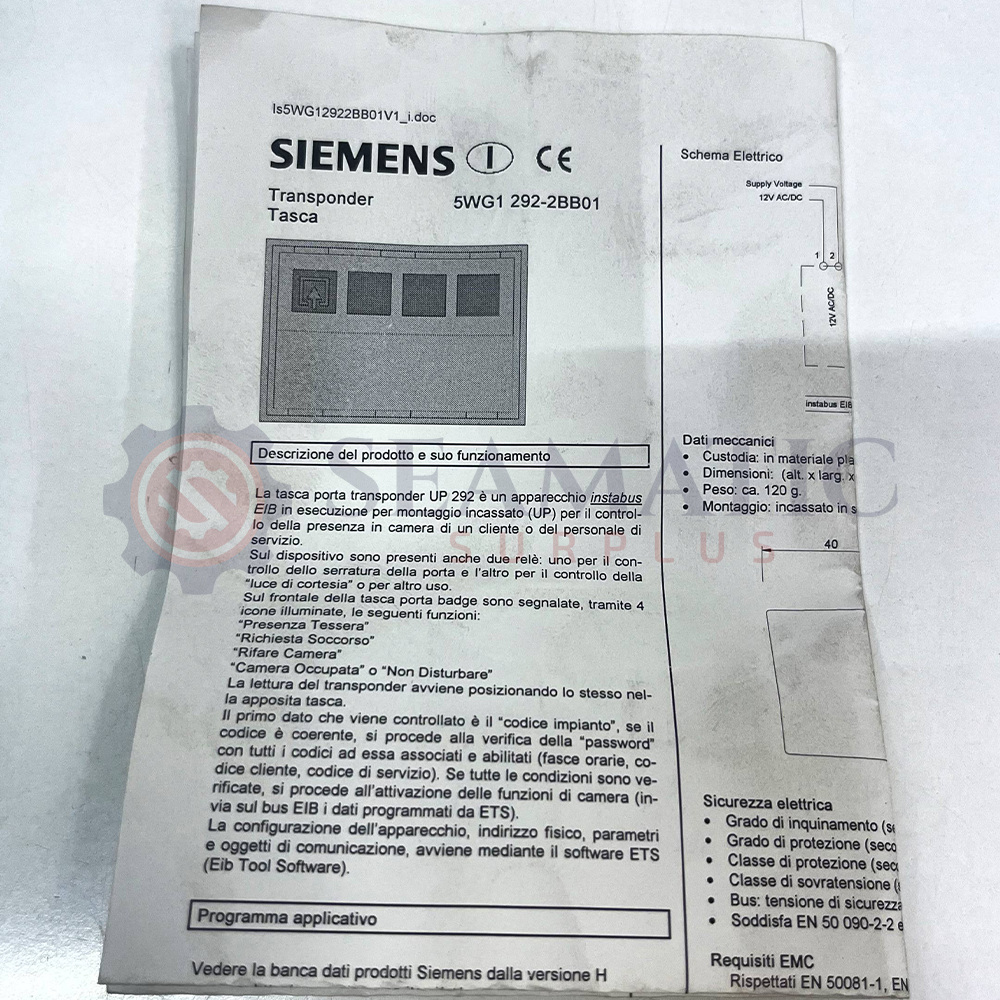 Is5WG12922BB01V1_i.doc
SIEMENS I CE
Transponder 5WG1 292-2BB01
Tasca
Descrizione del prodotto e suo funzionamento
La tasca porta transponder UP 292 è un apparecchio instabus
EIB in esecuzione per montaggio incassato (UP) per il control-
lo della presenza in camera di un cliente o del personale di
servizio.
Sul dispositivo sono presenti anche due relè: uno per il con-
trollo dello serratura della porta e l'altro per il controllo della
“luce di cortesia” o per altro uso.
Sul frontale della tasca porta badge sono segnalate, tramite 4
icone illuminate, le seguenti funzioni:
“Presenza Tessera”
“Richiesta Soccorso”
“Rifare Camera”
“Camera Occupata” o “Non Disturbare”
La lettura del transponder avviene posizionando lo stesso nel-
la apposita tasca.
Il primo dato che viene controllato è il “codice impianto”, se il
codice è coerente, si procede alla verifica della “password”
con tutti i codici ad essa associati e abilitati (fasce orarie, co-
dice cliente, codice di servizio). Se tutte le condizioni sono ve-
rificate, si procede all'attivazione delle funzioni di camera (in-
via sul bus EIB i dati programmati da ETS).
La configurazione dell'apparecchio, indirizzo fisico, parametri
e oggetti di comunicazione, avviene mediante il software ETS
(Eib Tool Software).
Programma applicativo
Vedere la banca dati prodotti Siemens dalla versione H
Schema Elettrico
Supply Voltage
12V AC/DC
1 2
12V AC/DC
instabus EIB
Dati meccanici
• Custodia: in materiale pla
• Dimensioni: (alt. x larg. x
• Peso: ca. 120 g.
• Montaggio: incassato in s
40
Sicurezza elettrica
• Grado di inquinamento (se
• Grado di protezione (seco
• Classe di protezione (seco
• Classe di sovratensione (
• Bus: tensione di sicurezza
• Soddisfa EN 50 090-2-2 e
Requisiti EMC
Rispettati EN 50081-1, EN
SEAMATIC
SURPLUS